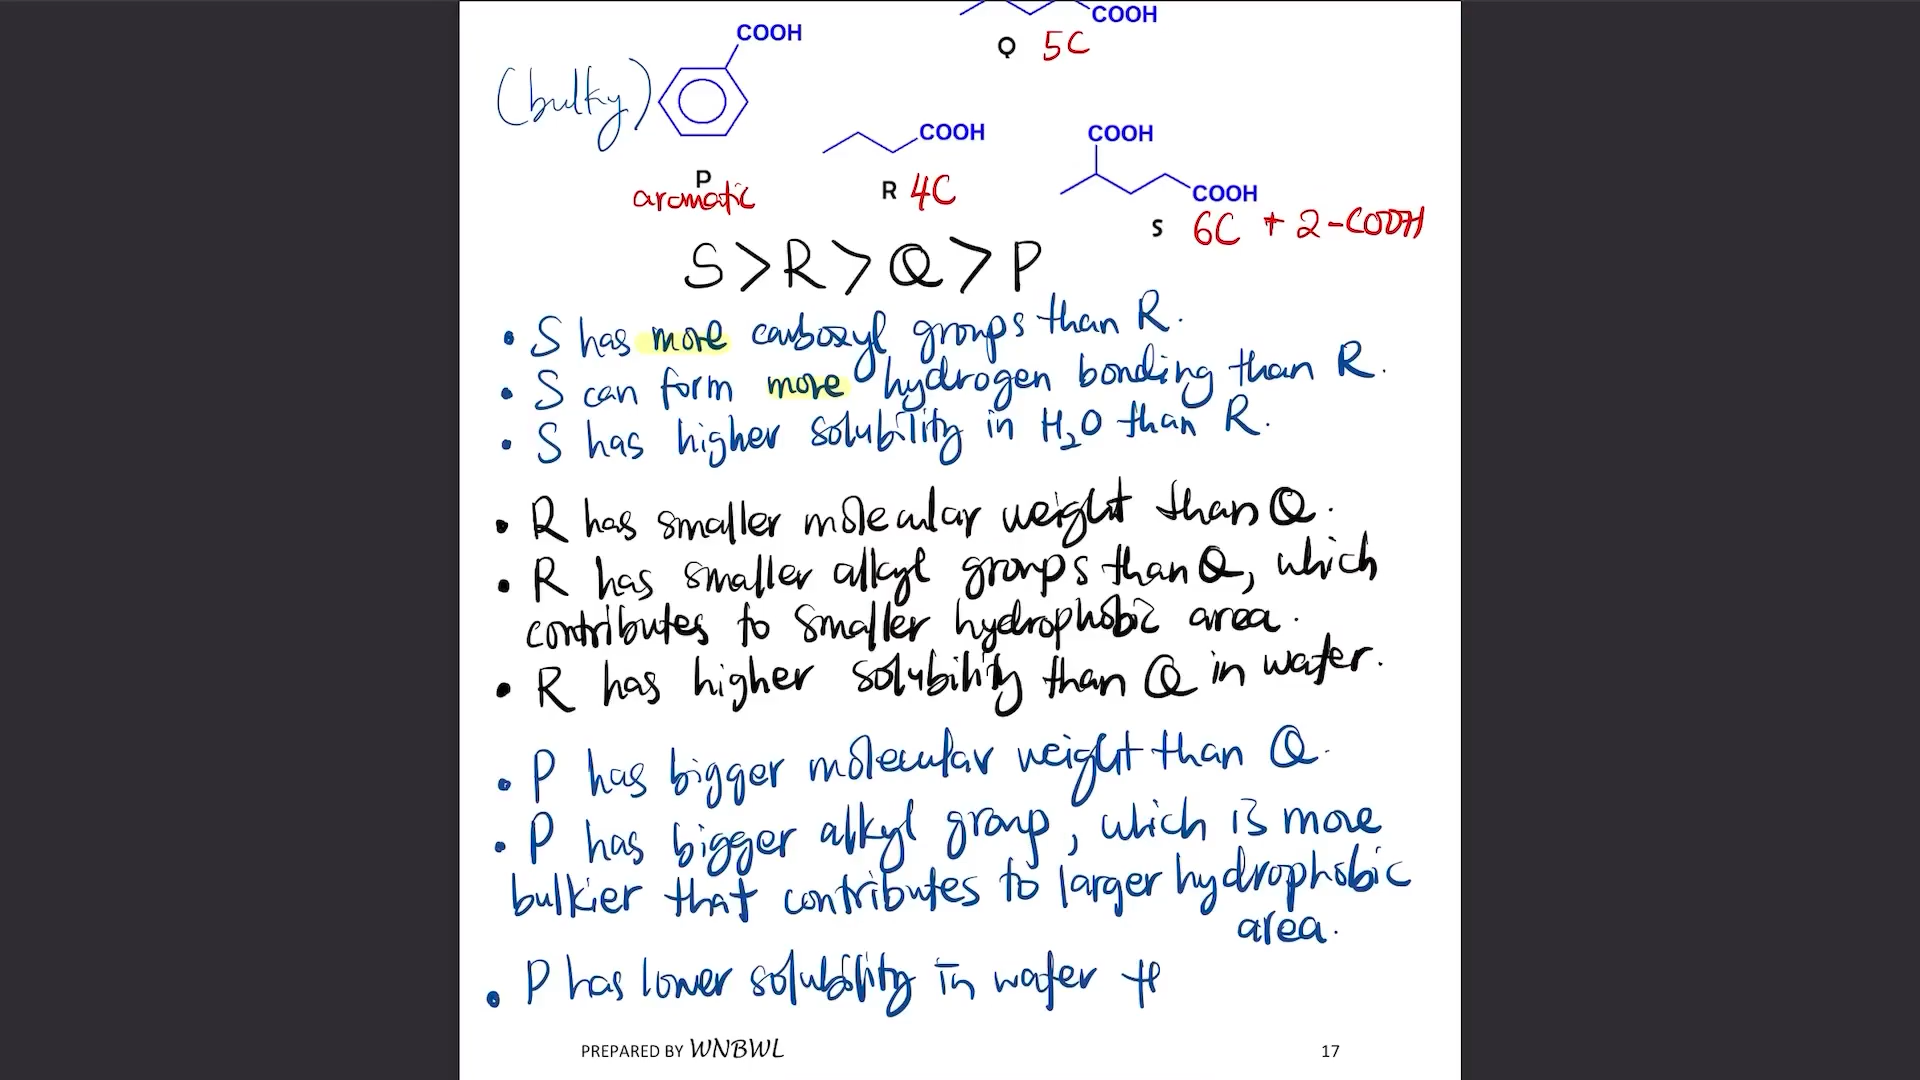 COOH
Q 5C
COOH
(bulky)
COOH
COOH
P
aromatic
R 4C
COOH
S 6C + 2-COOH
S > R > Q > P
• S has more carboxyl groups than R.
• S can form more hydrogen bonding than R.
• S has higher solubility in H₂O than R.
• R has smaller molecular weight than Q.
• R has smaller alkyl groups than Q, which
contributes to smaller hydrophobic area.
• R has higher solubility than Q in water.
• P has bigger molecular weight than Q.
• P has bigger alkyl group, which is more
bulkier that contributes to larger hydrophobic
area.
• P has lower solubility in water th
PREPARED BY WNBWL
17